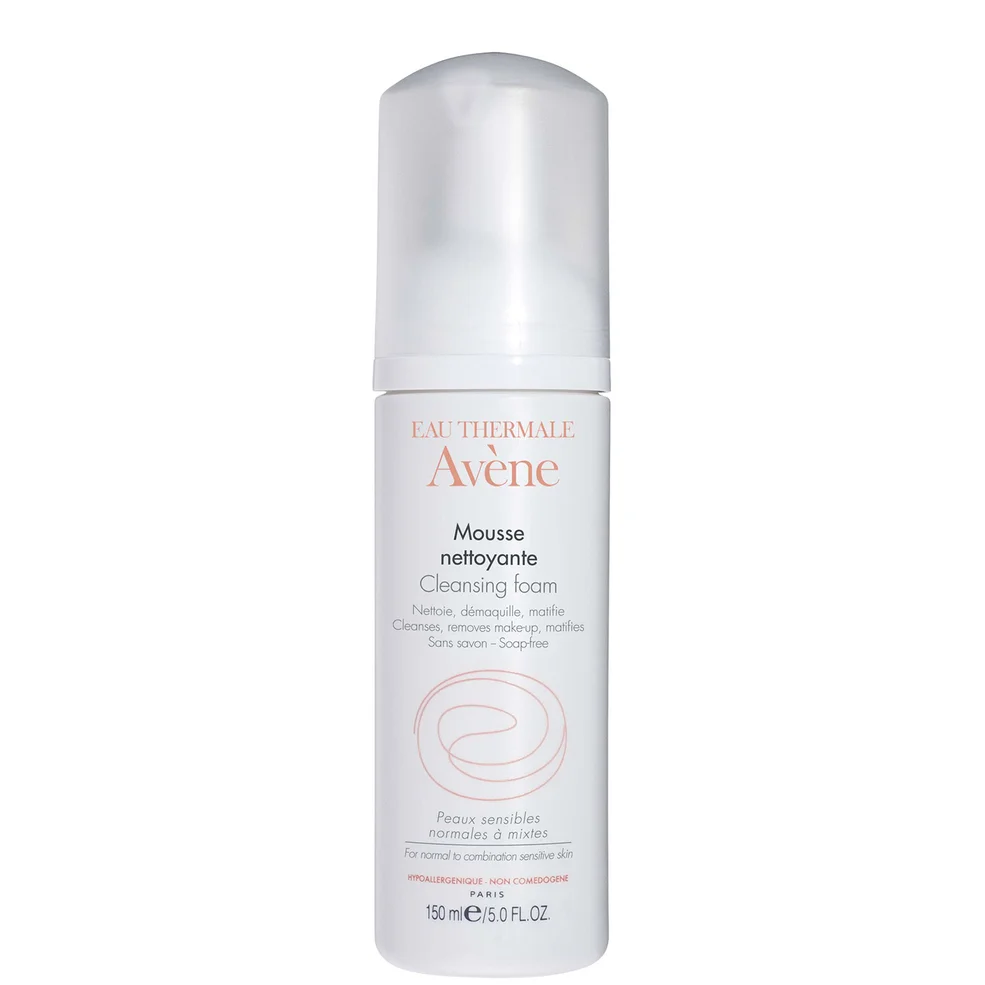 EAU THERMALE
Avène
Mousse
nettoyante
Cleansing foam
Nettoie, démaquille, matifie
Cleanses, removes make-up, matifies
Sans savon – Soap-free
Peaux sensibles
normales à mixtes
For normal to combination sensitive skin
HYPOALLERGENIQUE - NON COMEDOGENE
PARIS
150 ml ℮/5.0 FL.OZ.